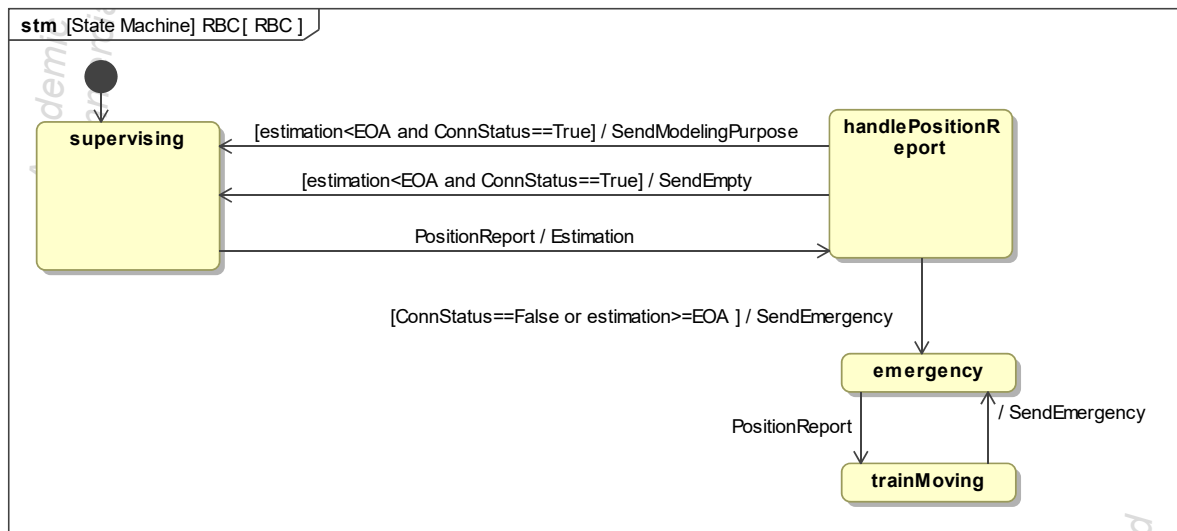 stm [State Machine] RBC[ RBC ]
supervising
[estimation<EOA and ConnStatus==True] / SendModelingPurpose
handlePositionR
eport
[estimation<EOA and ConnStatus==True] / SendEmpty
PositionReport / Estimation
[ConnStatus==False or estimation>=EOA ] / SendEmergency
emergency
PositionReport
/ SendEmergency
trainMoving